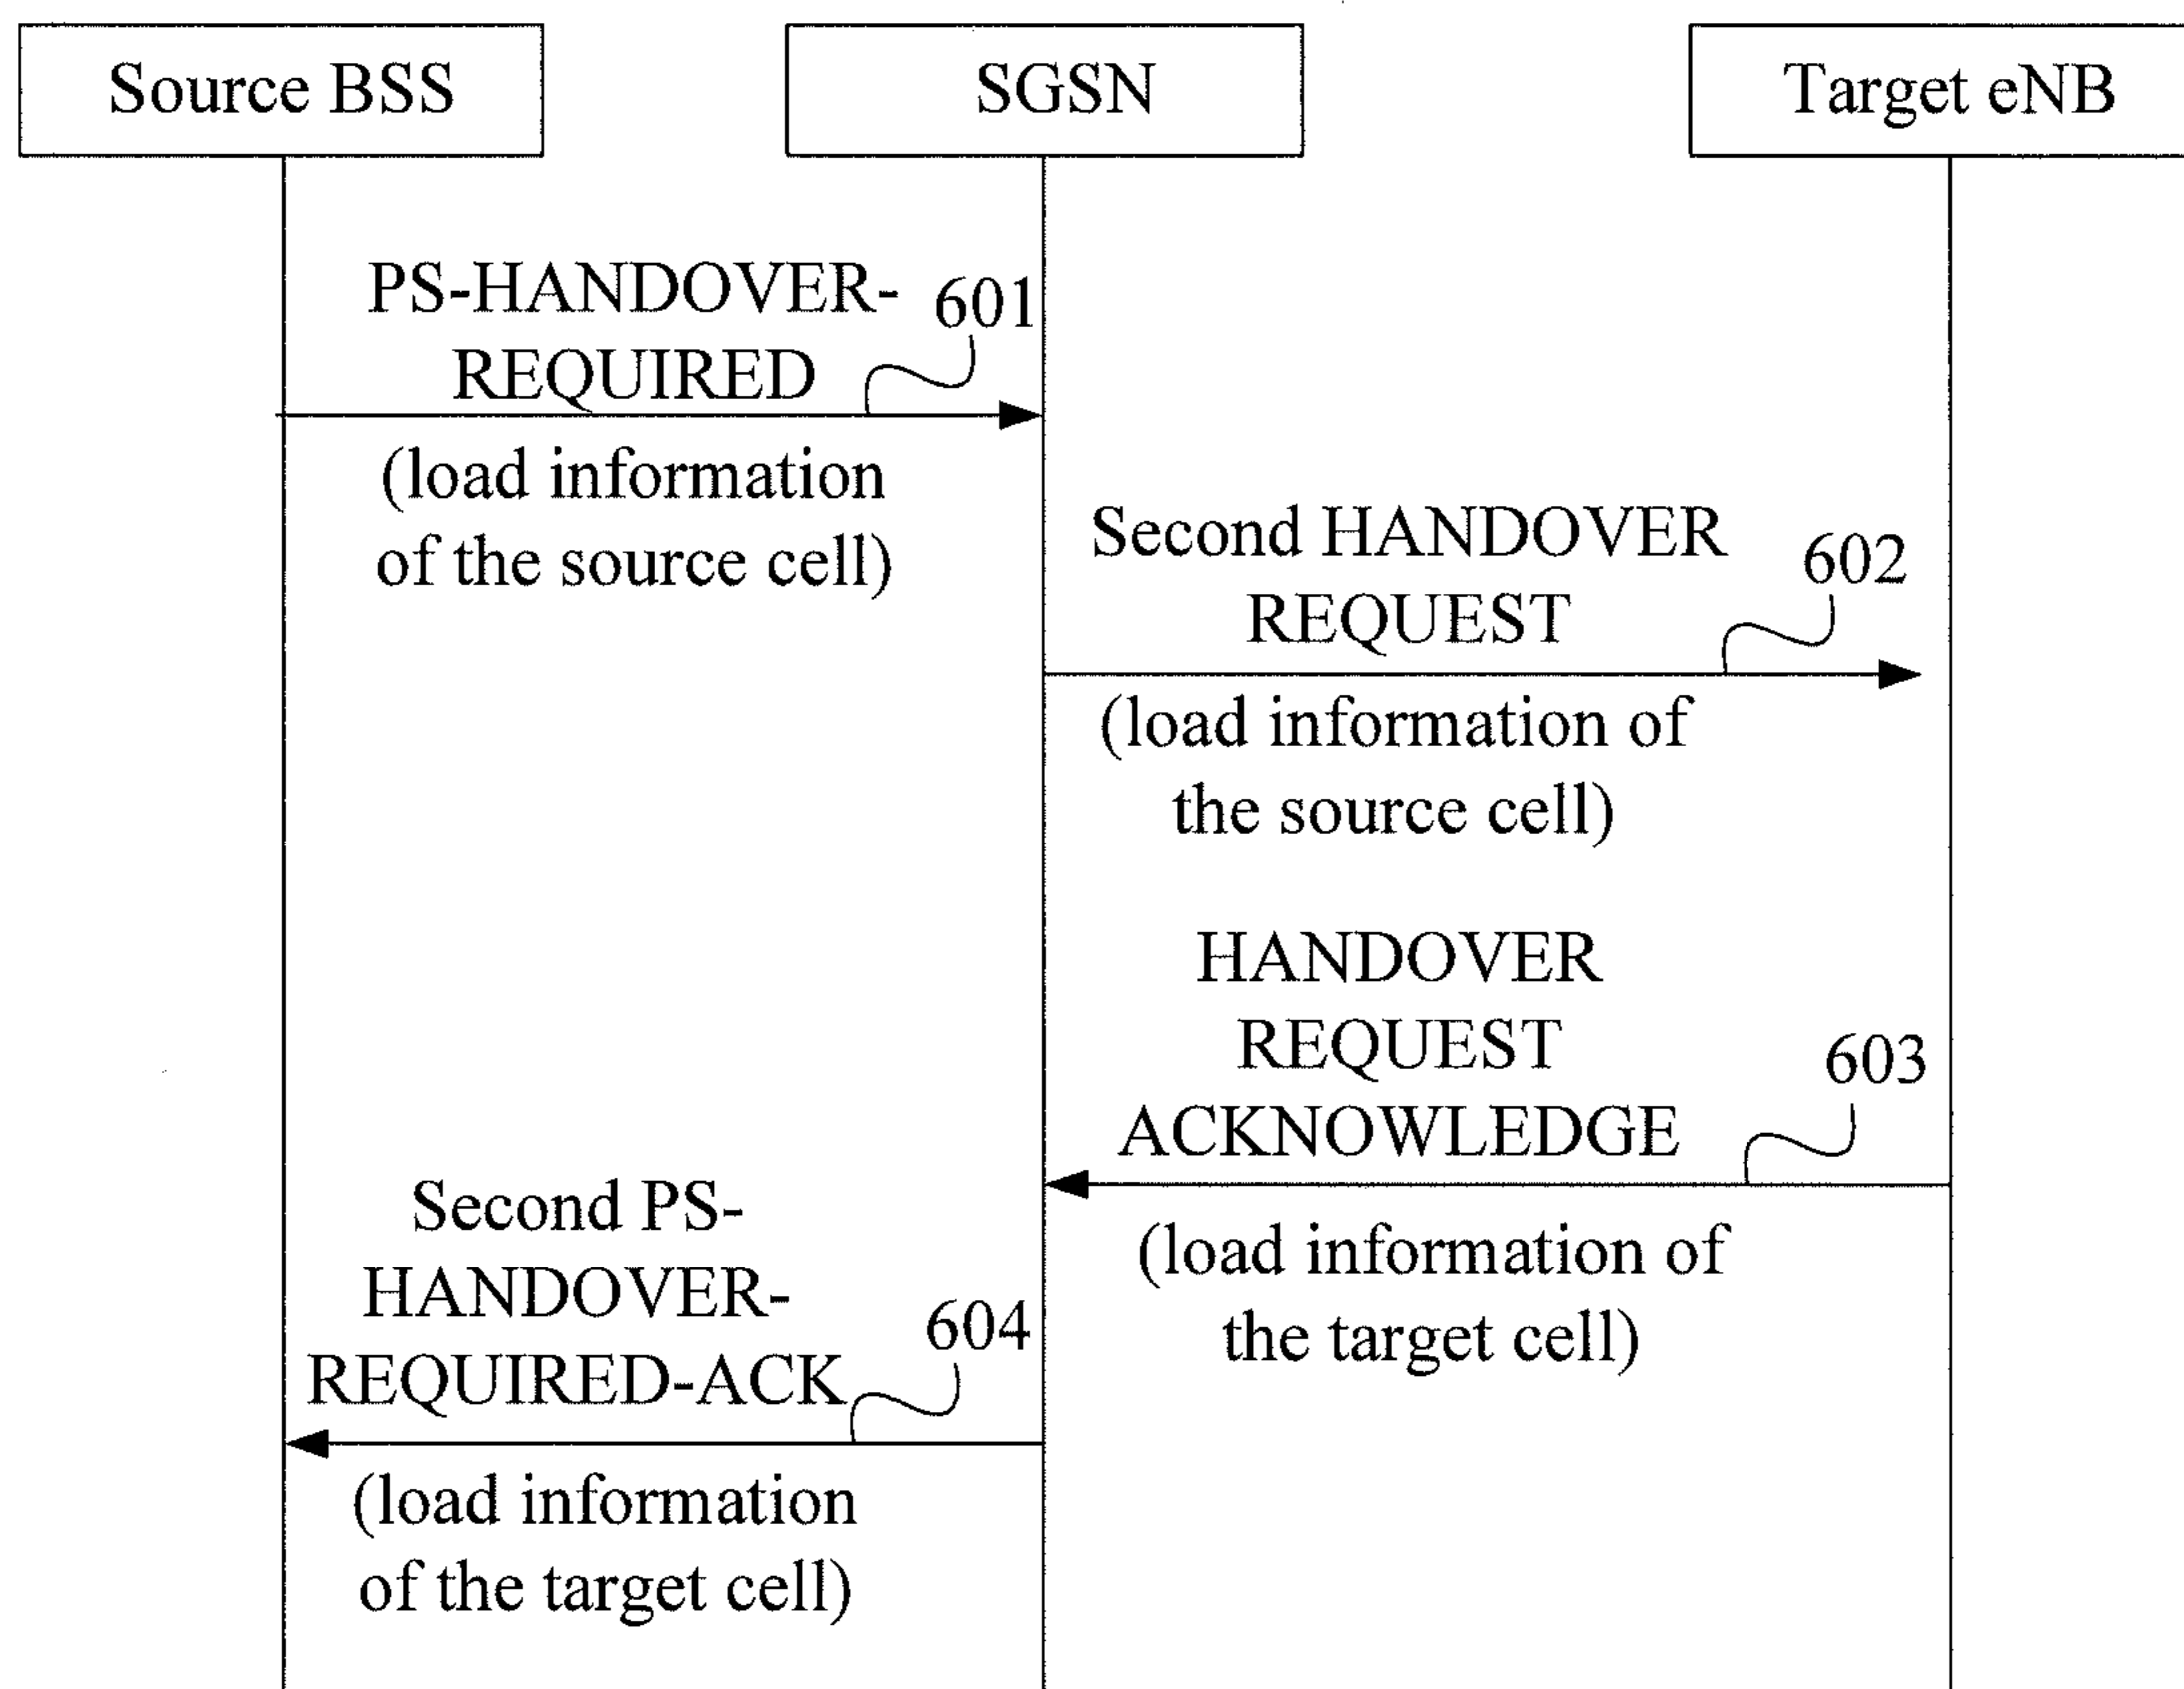 Source BSS
SGSN
Target eNB
PS-HANDOVER-
REQUIRED
601
(load information
of the source cell)
Second HANDOVER
REQUEST
602
(load information of
the source cell)
HANDOVER
REQUEST
ACKNOWLEDGE
603
(load information of
the target cell)
Second PS-
HANDOVER-
REQUIRED-ACK
604
(load information
of the target cell)